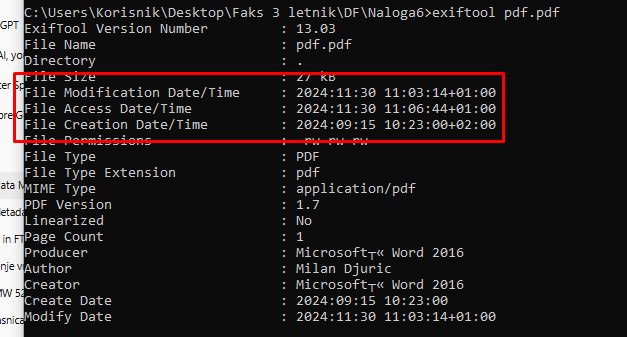 GPT
AI, you
ter Sp
ore G
ata M
letada
in FT
nje v
MW 52
asnica
C:\Users\Korisnik\Desktop\Faks 3 letnik\DF\Naloga6>exiftool pdf.pdf
ExifTool Version Number : 13.03
File Name : pdf.pdf
Directory : .
File Size : 27 kB
File Modification Date/Time : 2024:11:30 11:03:14+01:00
File Access Date/Time : 2024:11:30 11:06:44+01:00
File Creation Date/Time : 2024:09:15 10:23:00+02:00
File Permissions : -rw-rw-rw-
File Type : PDF
File Type Extension : pdf
MIME Type : application/pdf
PDF Version : 1.7
Linearized : No
Page Count : 1
Producer : Microsoft┬« Word 2016
Author : Milan Djuric
Creator : Microsoft┬« Word 2016
Create Date : 2024:09:15 10:23:00
Modify Date : 2024:11:30 11:03:14+01:00